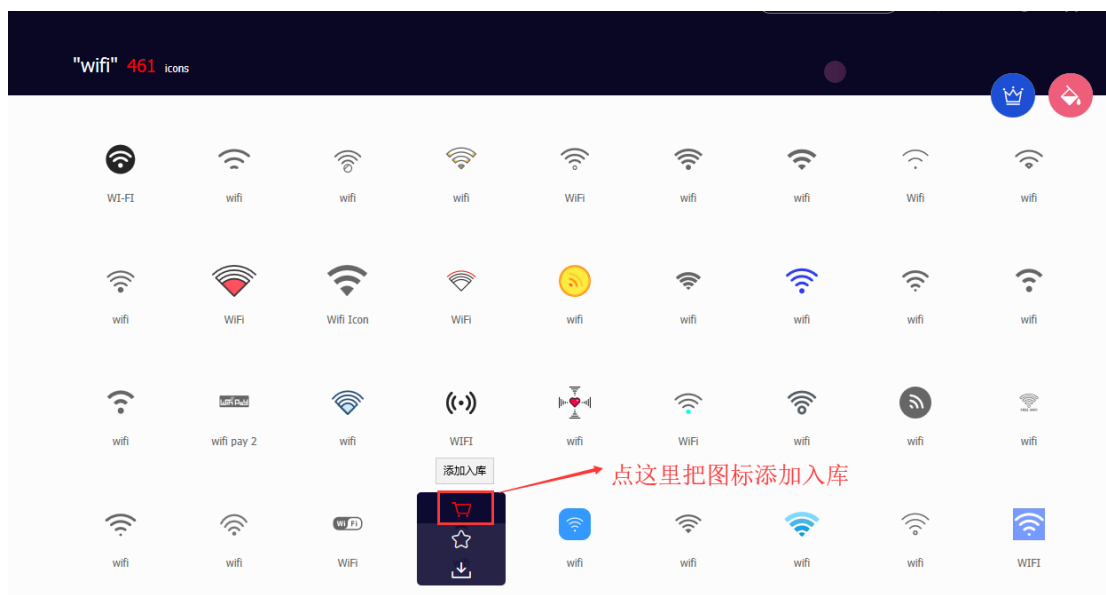 "wifi" 461 icons
WI-FI wifi wifi wifi WiFi wifi wifi Wifi wifi
wifi WiFi Wifi Icon WiFi wifi wifi wifi wifi wifi
wifi wifi pay 2 wifi WIFI wifi WiFi wifi wifi wifi
添加入库
点这里把图标添加入库
Wi Fi
wifi wifi WiFi wifi wifi wifi wifi WIFI